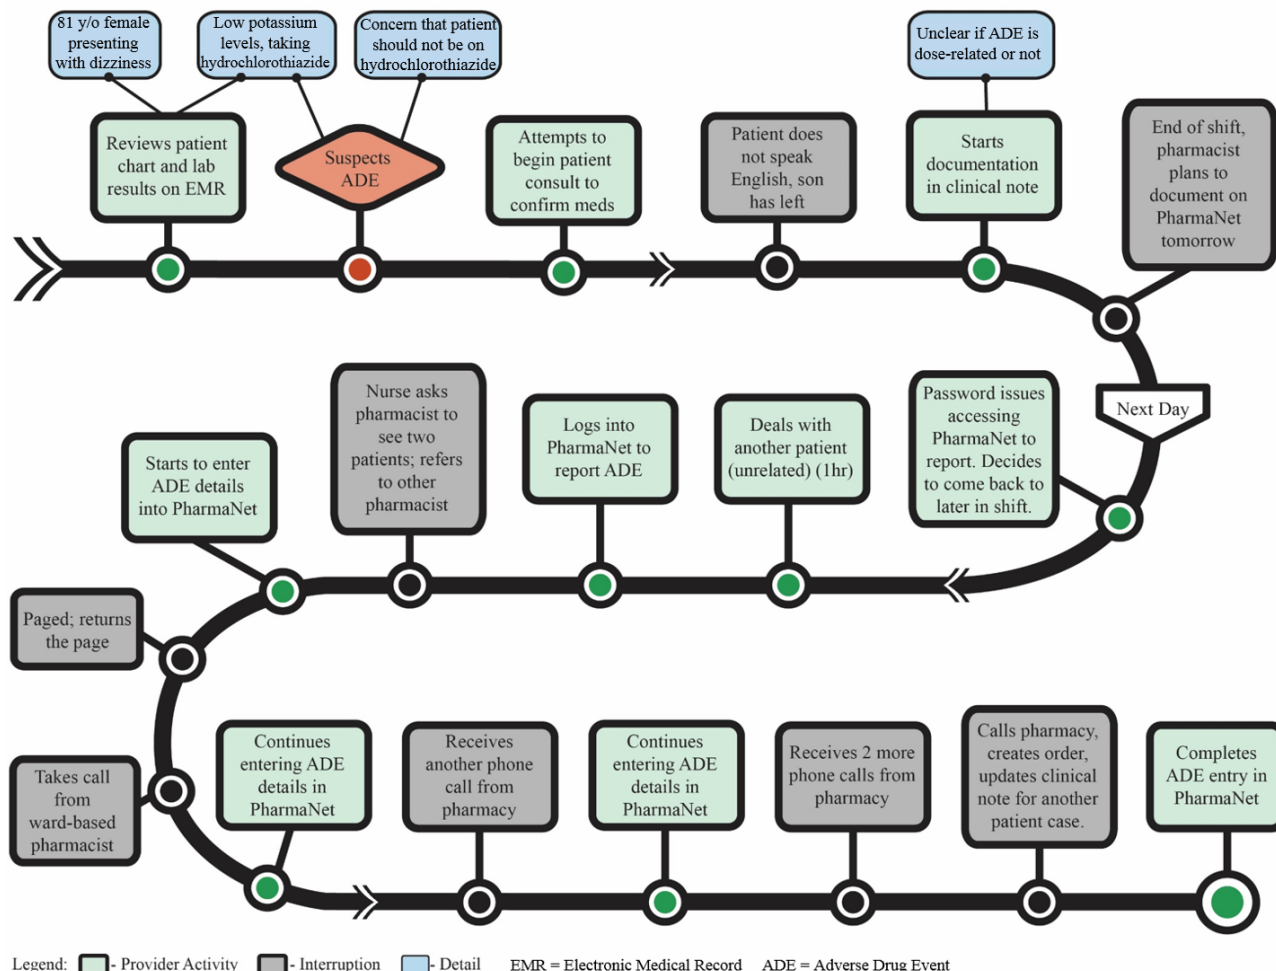 81 y/o female
presenting
with dizziness
Low potassium
levels, taking
hydrochlorothiazide
Concern that patient
should not be on
hydrochlorothiazide
Unclear if ADE is
dose-related or not
Reviews patient
chart and lab
results on EMR
Suspects
ADE
Attempts to
begin patient
consult to
confirm meds
Patient does
not speak
English, son
has left
Starts
documentation
in clinical note
End of shift,
pharmacist
plans to
document on
PharmaNet
tomorrow
Next Day
Password issues
accessing
PharmaNet to
report. Decides
to come back to
later in shift.
Deals with
another patient
(unrelated) (1hr)
Logs into
PharmaNet to
report ADE
Nurse asks
pharmacist to
see two
patients; refers
to other
pharmacist
Starts to enter
ADE details
into PharmaNet
Paged; returns
the page
Takes call
from
ward-based
pharmacist
Continues
entering ADE
details in
PharmaNet
Receives
another phone
call from
pharmacy
Continues
entering ADE
details in
PharmaNet
Receives 2 more
phone calls from
pharmacy
Calls pharmacy,
creates order,
updates clinical
note for another
patient case.
Completes
ADE entry in
PharmaNet
Legend: - Provider Activity - Interruption - Detail EMR = Electronic Medical Record ADE = Adverse Drug Event